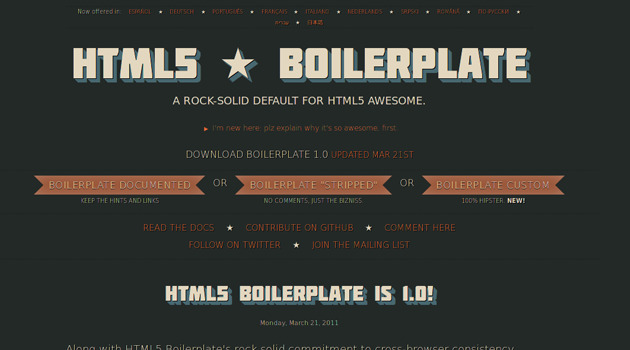 Now offered in: ESPAÑOL ★ DEUTSCH ★ PORTUGUÊS ★ FRANÇAIS ★ ITALIANO ★ NEDERLANDS ★ SRPSKI ★ ROMÂNĂ ★ ПО-РУССКИ ★
★ 日本語
HTML5 ★ BOILERPLATE
A ROCK-SOLID DEFAULT FOR HTML5 AWESOME.
▶ I'm new here: plz explain why it's so awesome, first.
DOWNLOAD BOILERPLATE 1.0 UPDATED MAR 21ST
BOILERPLATE DOCUMENTED OR BOILERPLATE "STRIPPED" OR BOILERPLATE CUSTOM
KEEP THE HINTS AND LINKS NO COMMENTS, JUST THE BIZNISS. 100% HIPSTER. NEW!
READ THE DOCS ★ CONTRIBUTE ON GITHUB ★ COMMENT HERE
FOLLOW ON TWITTER ★ JOIN THE MAILING LIST
HTML5 BOILERPLATE IS 1.0!
Monday, March 21, 2011
Along with HTML5 Boilerplate's rock solid commitment to cross-browser consistency,